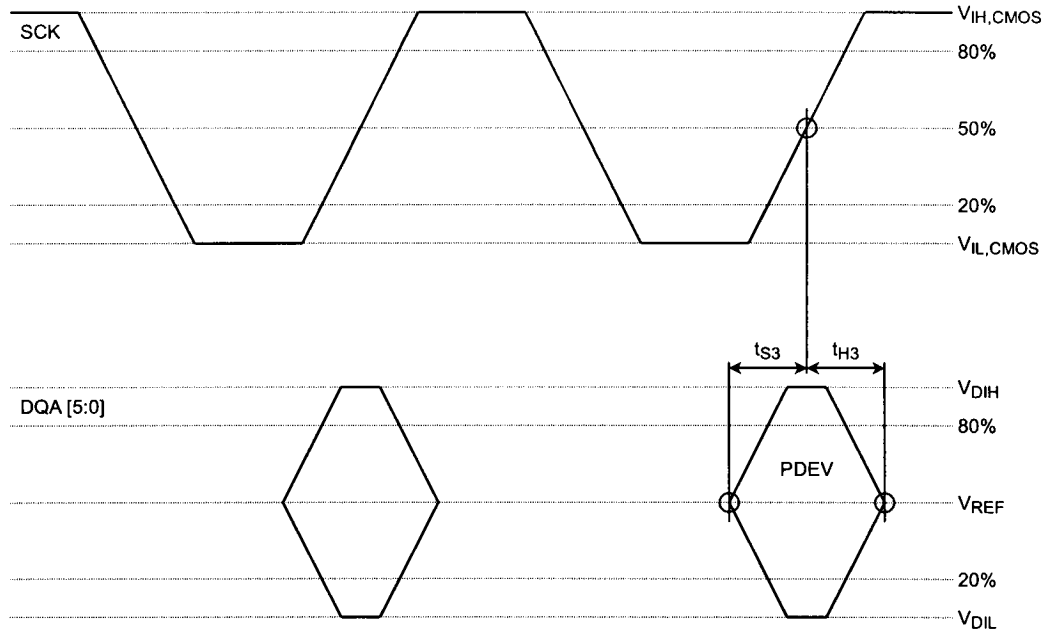 SCK
V_IH,CMOS
80%
50%
20%
V_IL,CMOS
t_S3
t_H3
DQA [5:0]
V_DIH
80%
PDEV
V_REF
20%
V_DIL